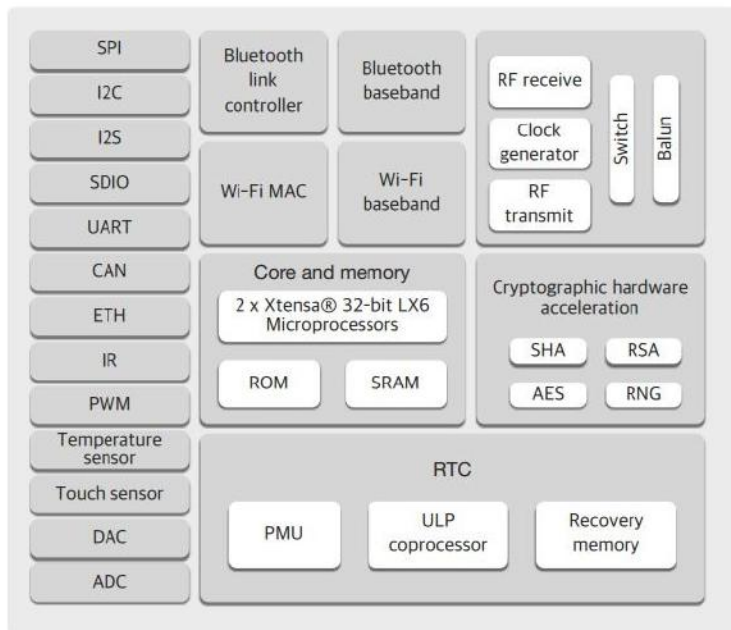 SPI
I2C
I2S
SDIO
UART
CAN
ETH
IR
PWM
Temperature
sensor
Touch sensor
DAC
ADC
Bluetooth
link
controller
Bluetooth
baseband
Wi-Fi MAC
Wi-Fi
baseband
RF receive
Clock
generator
RF
transmit
Switch
Balun
Core and memory
2 x Xtensa® 32-bit LX6
Microprocessors
ROM
SRAM
Cryptographic hardware
acceleration
SHA
RSA
AES
RNG
RTC
PMU
ULP
coprocessor
Recovery
memory